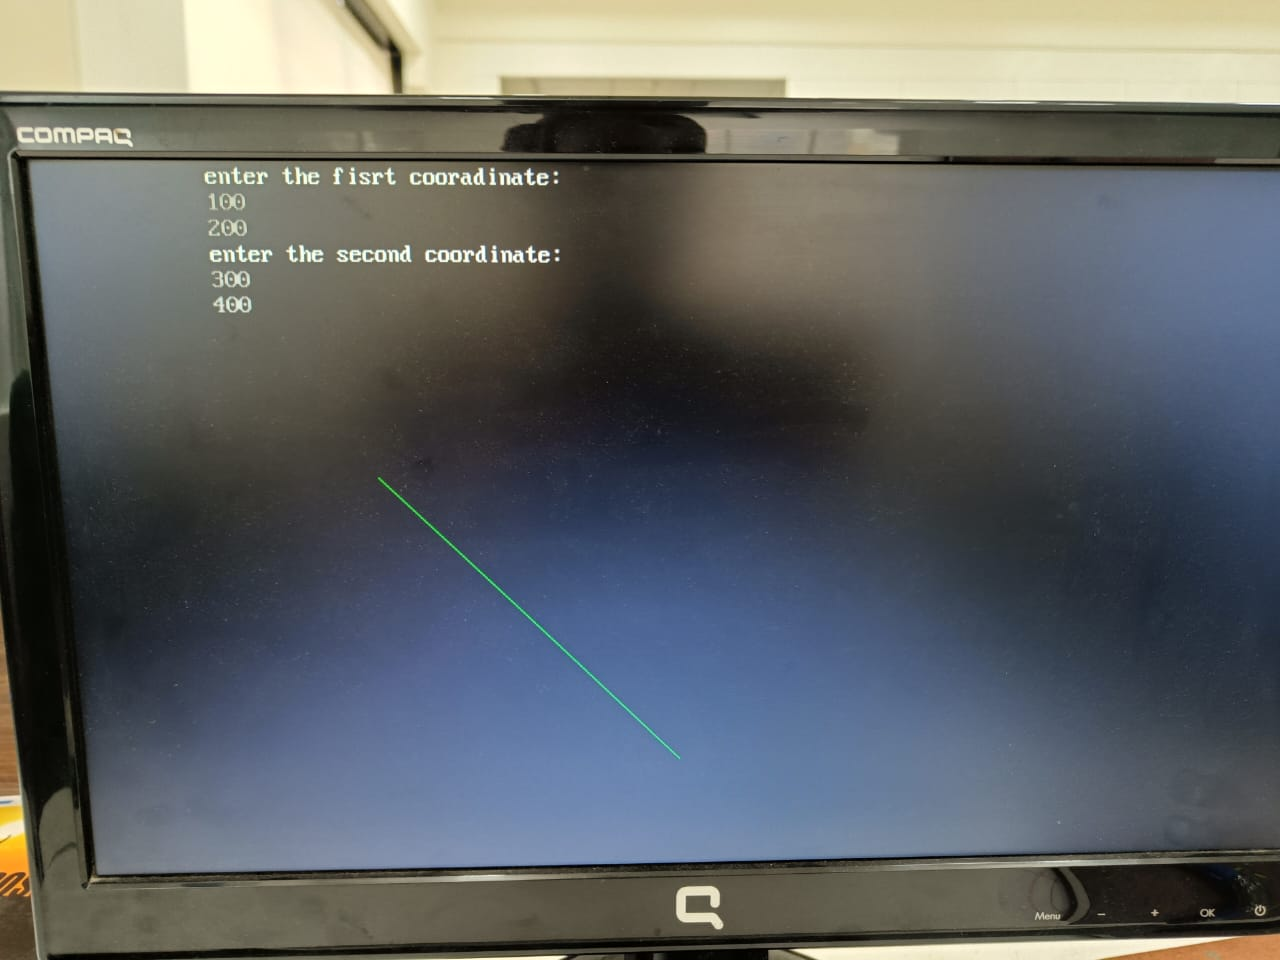 COMPAQ
enter the fisrt cooradinate:
100
200
enter the second coordinate:
300
400
Menu - + OK